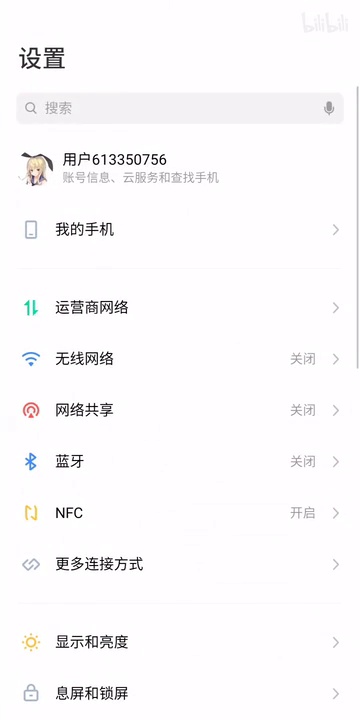 bilibili
设置
搜索
用户613350756
账号信息、云服务和查找手机
我的手机
运营商网络
无线网络 关闭
网络共享 关闭
蓝牙 关闭
NFC 开启
更多连接方式
显示和亮度
息屏和锁屏